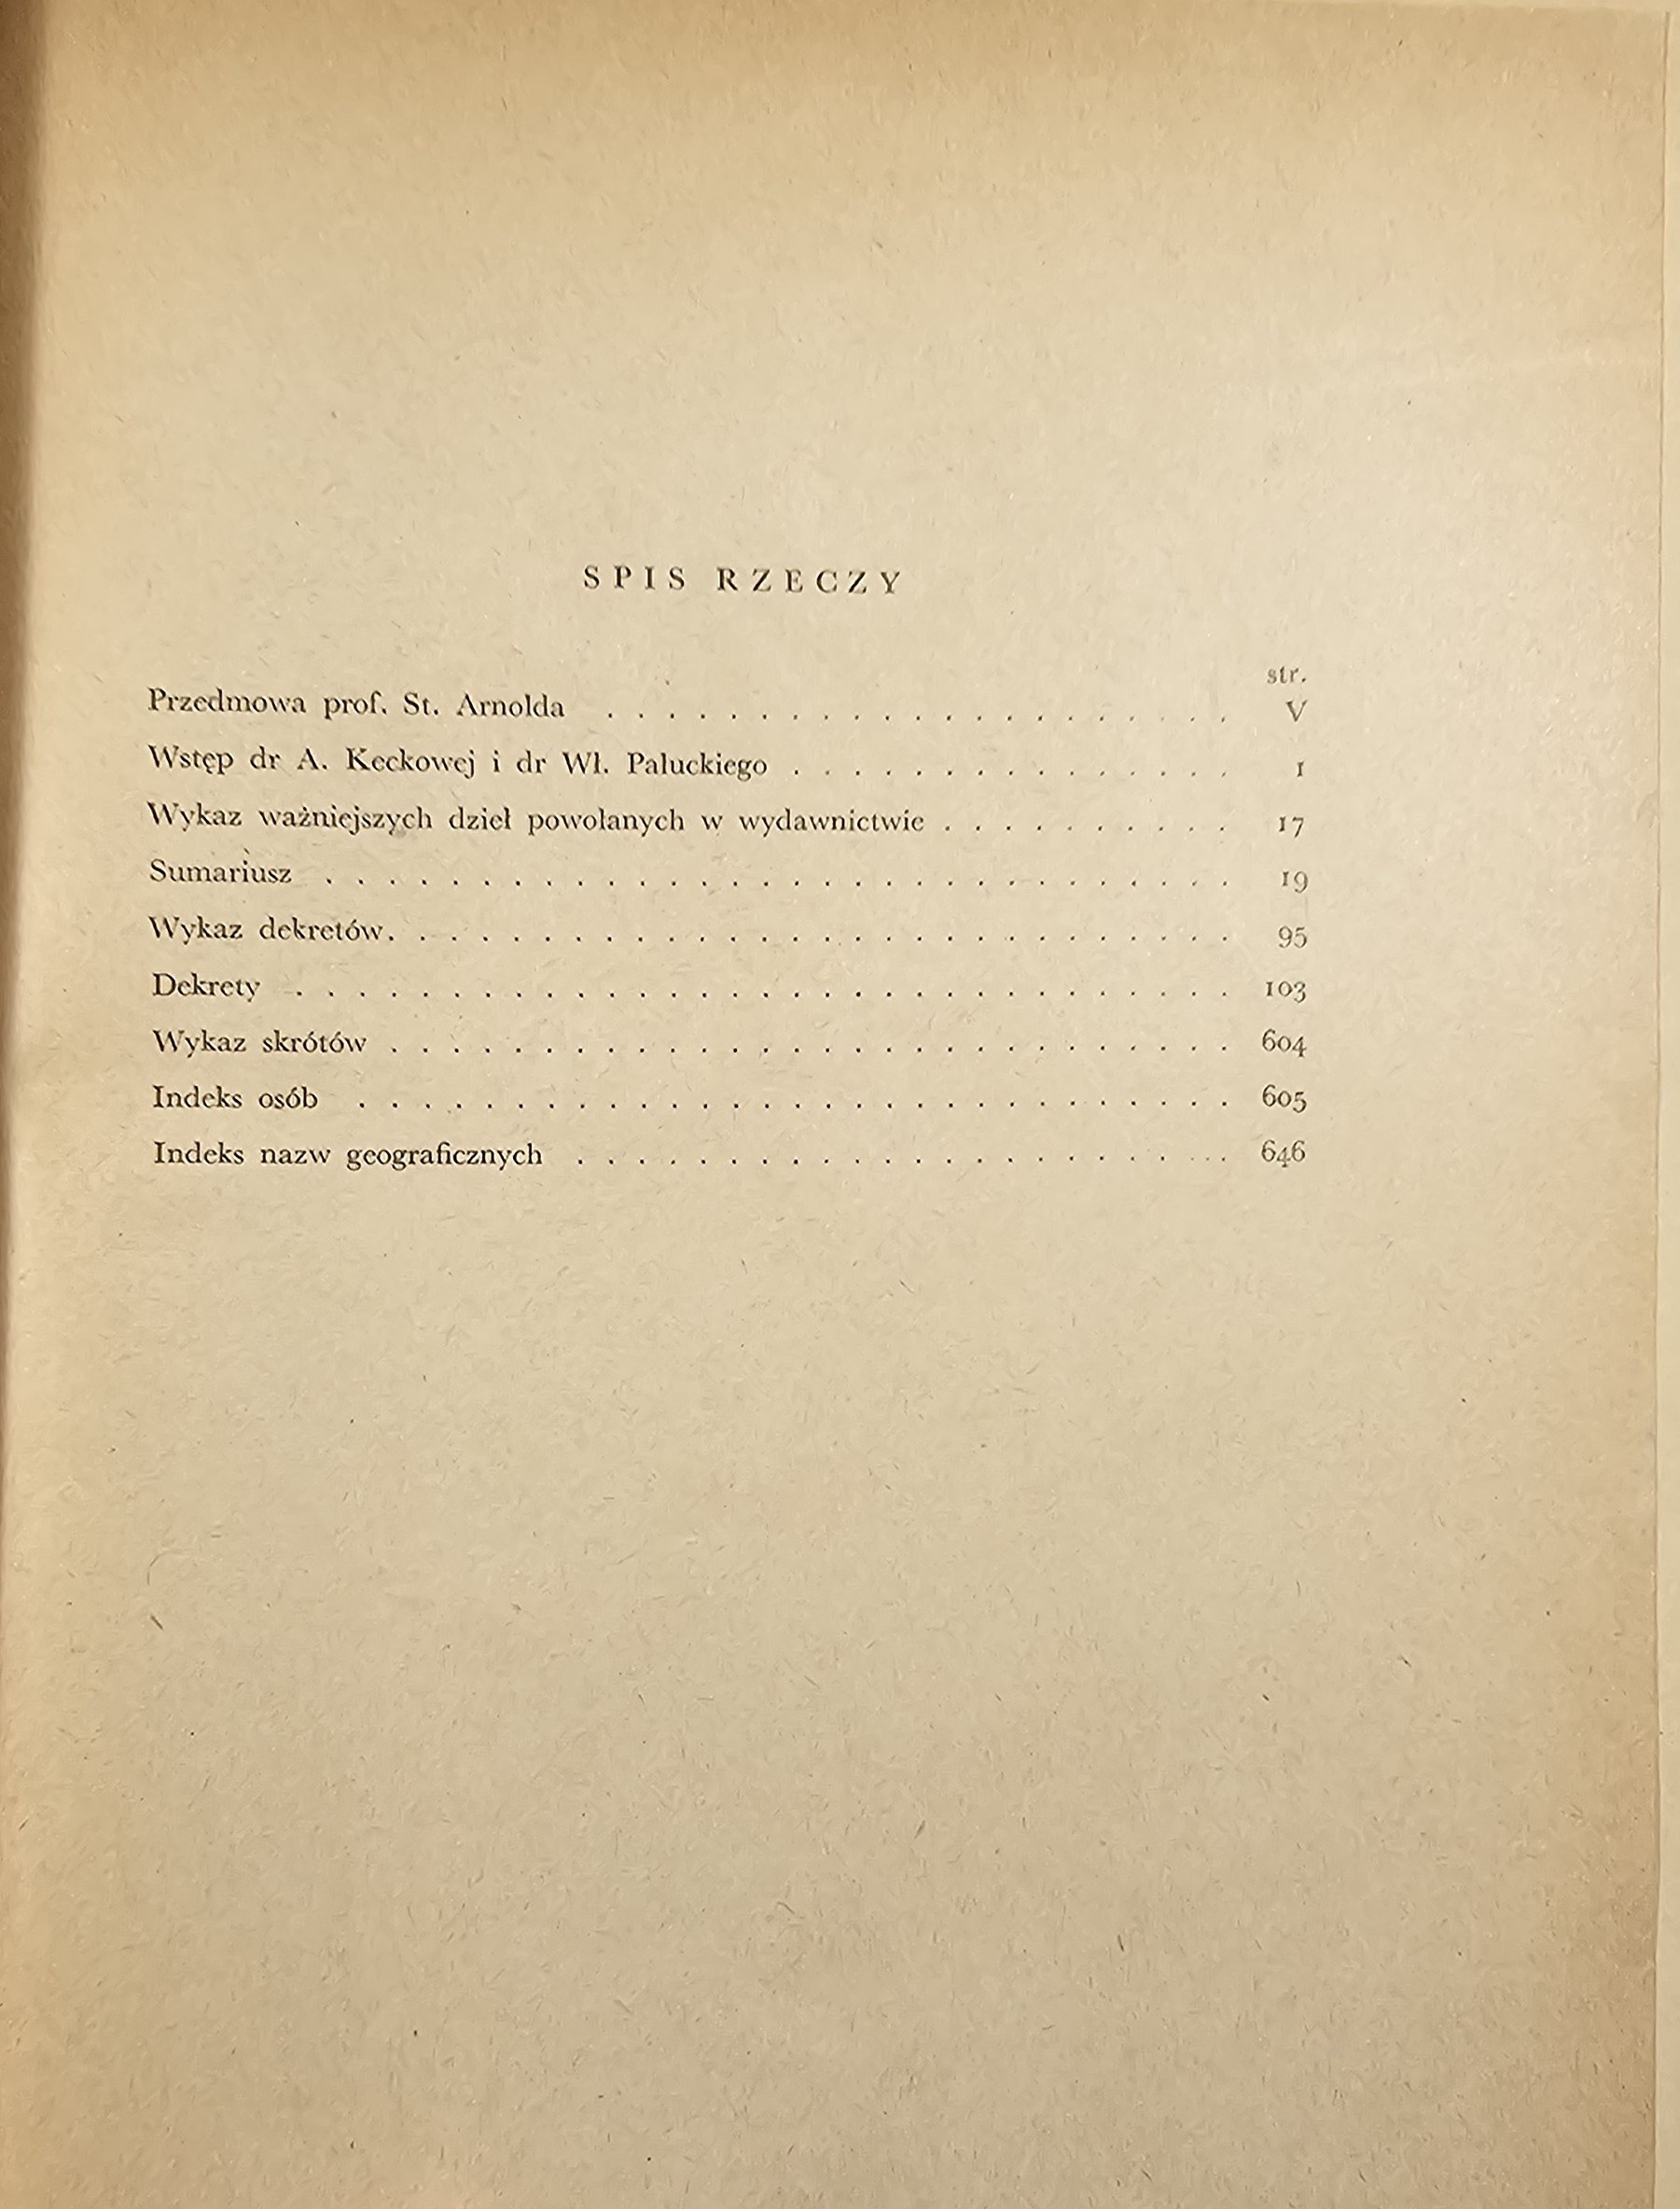 SPIS RZECZY
str.
Przedmowa prof. St. Arnolda . . . . . . . . . . . . . . . . . . . . . V
Wstęp dr A. Keckowej i dr Wł. Pałuckiego . . . . . . . . . . . . . . . 1
Wykaz ważniejszych dzieł powołanych w wydawnictwie . . . . . . . . . . 17
Sumariusz . . . . . . . . . . . . . . . . . . . . . . . . . . . . . . 19
Wykaz dekretów. . . . . . . . . . . . . . . . . . . . . . . . . . . . 95
Dekrety . . . . . . . . . . . . . . . . . . . . . . . . . . . . . . . 103
Wykaz skrótów . . . . . . . . . . . . . . . . . . . . . . . . . . . . 604
Indeks osób . . . . . . . . . . . . . . . . . . . . . . . . . . . . . 605
Indeks nazw geograficznych . . . . . . . . . . . . . . . . . . . . . . 646